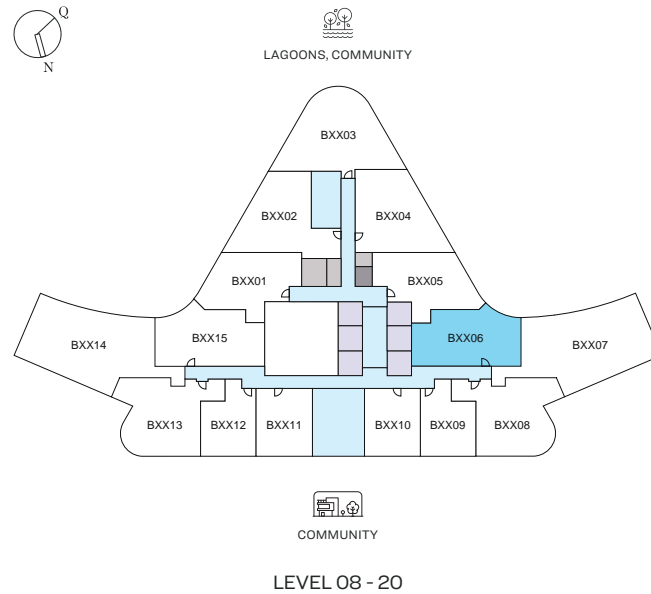 Q
N
LAGOONS, COMMUNITY
BXX03
BXX02 BXX04
BXX01 BXX05
BXX14 BXX15 BXX06 BXX07
BXX13 BXX12 BXX11 BXX10 BXX09 BXX08
COMMUNITY
LEVEL 08 - 20